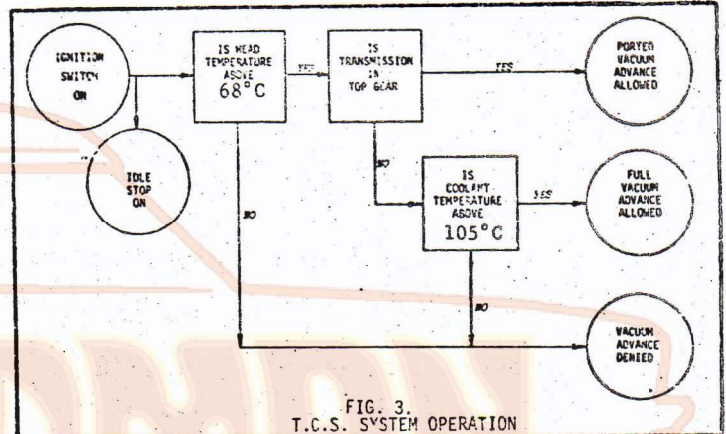 IGNITION
SWITCH
ON
IDLE
STOP
ON
IS HEAD
TEMPERATURE
ABOVE
68°C
YES
IS
TRANSMISSION
IN
TOP GEAR
YES
PORTED
VACUUM
ADVANCE
ALLOWED
NO
NO
IS
COOLANT
TEMPERATURE
ABOVE
105°C
YES
FULL
VACUUM
ADVANCE
ALLOWED
NO
VACUUM
ADVANCE
DENIED
FIG. 3.
T.C.S. SYSTEM OPERATION